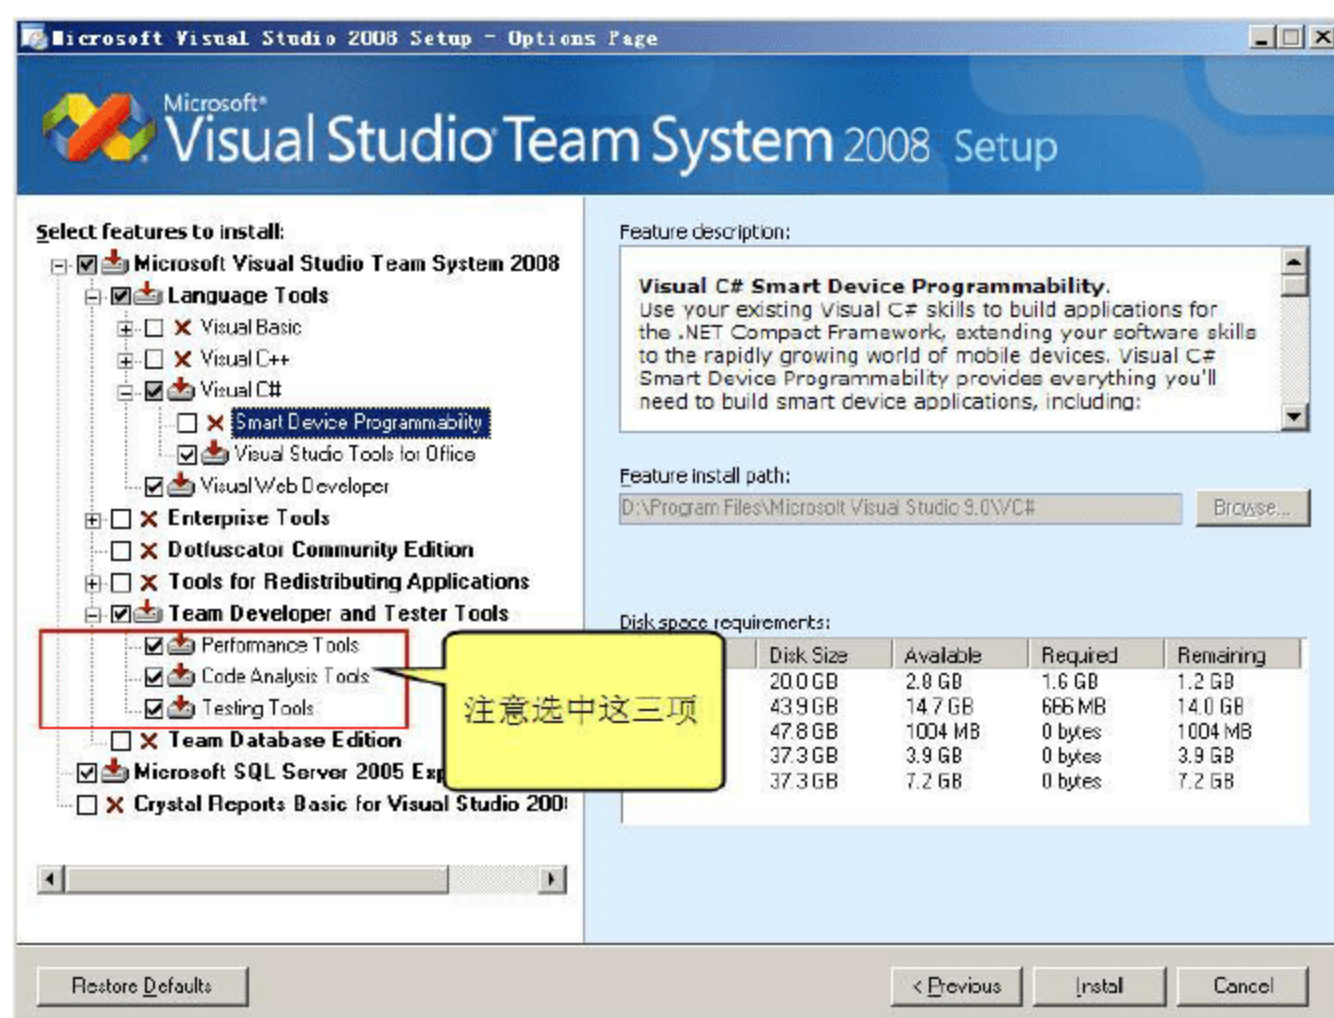 Microsoft Visual Studio 2008 Setup - Options Page
Microsoft®
Visual Studio Team System 2008 Setup
Select features to install:
Microsoft Visual Studio Team System 2008
Language Tools
Visual Basic
Visual C++
Visual C#
Smart Device Programmability
Visual Studio Tools for Office
Visual Web Developer
Enterprise Tools
Dotfuscator Community Edition
Tools for Redistributing Applications
Team Developer and Tester Tools
Performance Tools
Code Analysis Tools
Testing Tools
Team Database Edition
Microsoft SQL Server 2005 Exp
Crystal Reports Basic for Visual Studio 200
注意选中这三项
Feature description:
Visual C# Smart Device Programmability.
Use your existing Visual C# skills to build applications for
the .NET Compact Framework, extending your software skills
to the rapidly growing world of mobile devices. Visual C#
Smart Device Programmability provides everything you'll
need to build smart device applications, including:
Feature install path:
D:\Program Files\Microsoft Visual Studio 9.0\VC#
Browse...
Disk space requirements:
Disk Size Available Required Remaining
20.0 GB 2.8 GB 1.6 GB 1.2 GB
43.9 GB 14.7 GB 666 MB 14.0 GB
47.8 GB 1004 MB 0 bytes 1004 MB
37.3 GB 3.9 GB 0 bytes 3.9 GB
37.3 GB 7.2 GB 0 bytes 7.2 GB
Restore Defaults
< Previous
Install
Cancel